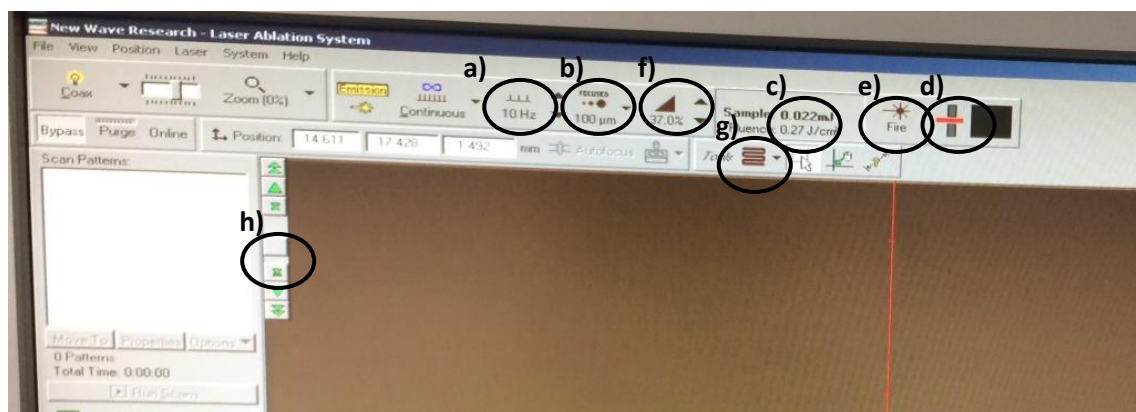 New Wave Research - Laser Ablation System
File View Position Laser System Help
a) b) f) c) e) d)
Coax Zoom (0%) Emission Continuous 10 Hz FOCUSED 100 µm 37.0% Sample 0.022mJ Fire
Fluence 0.27 J/cm²
g)
Bypass Purge Online Position: 14.611 17.428 1.492 mm Autofocus Tools
Scan Patterns:
h)
Move To Properties Options
0 Patterns
Total Time: 0:00:00
Run Scans